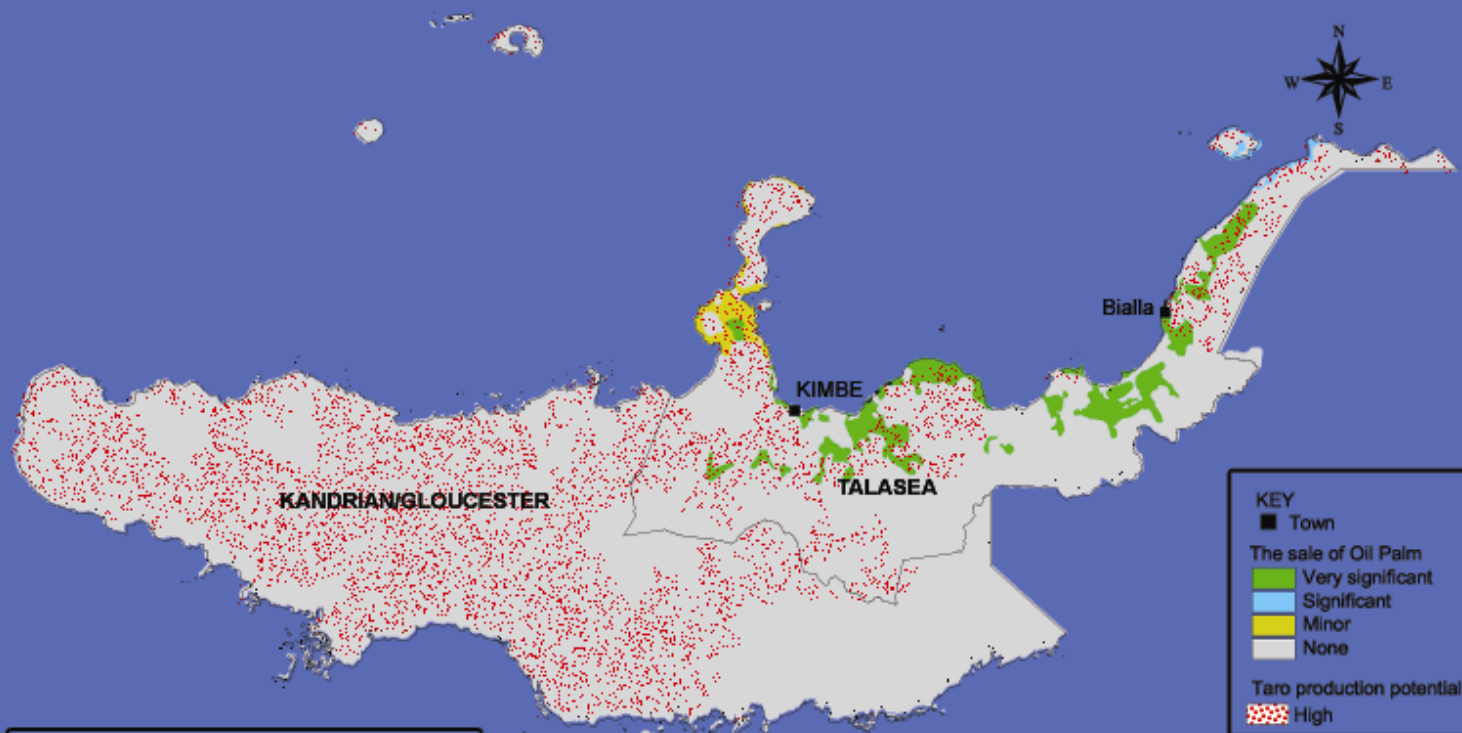 N
W E
S
Bialla
KIMBE
KANDRIAN/GLOUCESTER
TALASEA
KEY
Town
The sale of Oil Palm
Very significant
Significant
Minor
None
Taro production potential
High